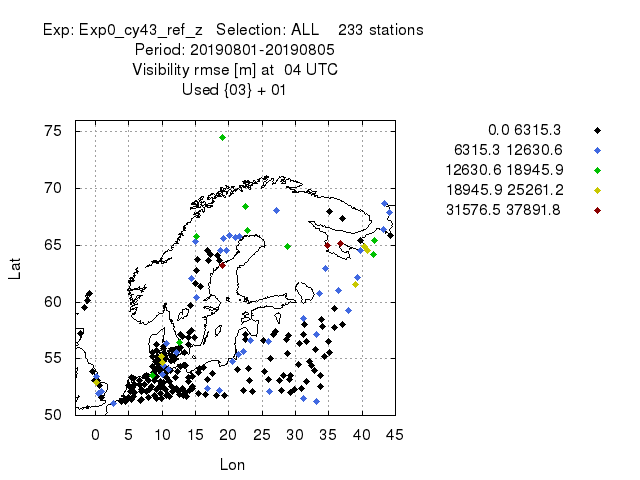 Exp: Exp0_cy43_ref_z   Selection: ALL    233 stations
Period: 20190801-20190805
Visibility rmse [m] at  04 UTC
Used {03} + 01
0.0 6315.3
6315.3 12630.6
12630.6 18945.9
18945.9 25261.2
31576.5 37891.8
Lat
75
70
65
60
55
50
0 5 10 15 20 25 30 35 40 45
Lon